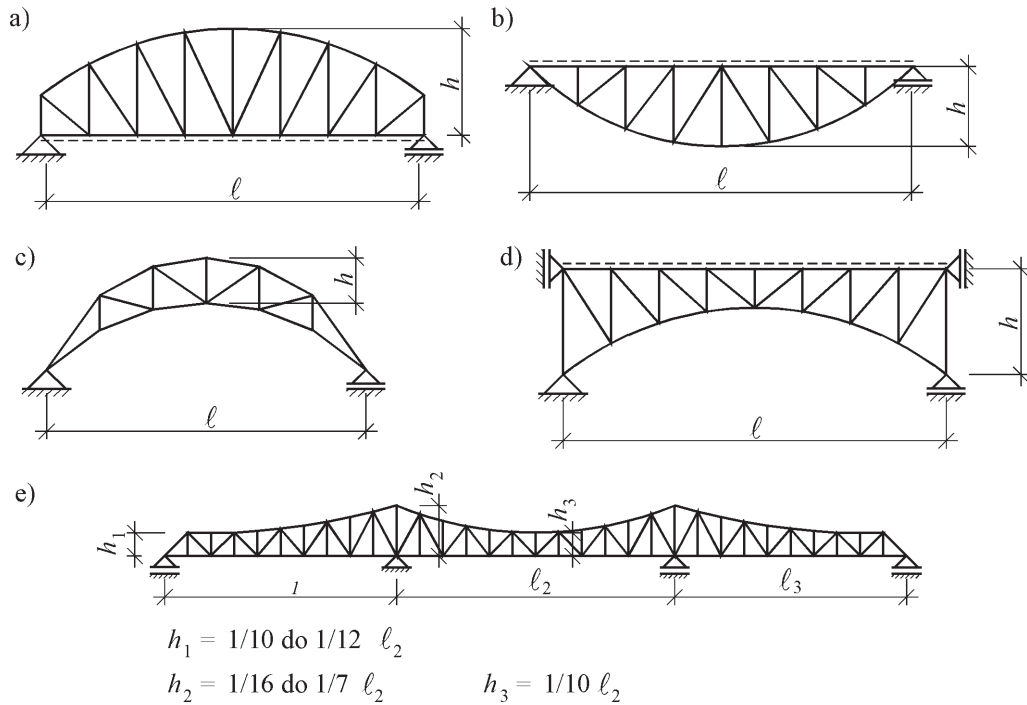 a)
h
ℓ
b)
h
ℓ
c)
h
ℓ
d)
h
ℓ
e)
h₁
h₂
h₃
1
ℓ₂
ℓ₃
h₁ = 1/10 do 1/12 ℓ₂
h₂ = 1/16 do 1/7 ℓ₂ h₃ = 1/10 ℓ₂